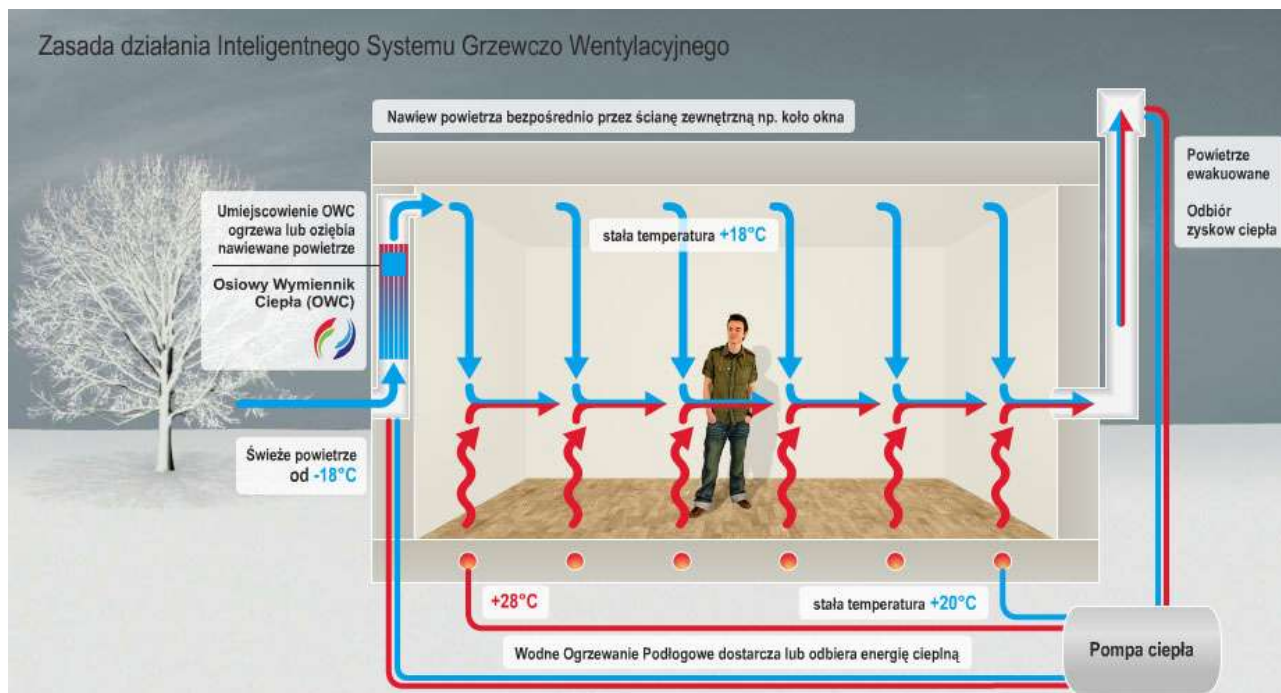 Zasada działania Inteligentnego Systemu Grzewczo Wentylacyjnego
Nawiew powietrza bezpośrednio przez ścianę zewnętrzną np. koło okna
Powietrze
ewakuowane
Odbiór
zyskow ciepła
Umiejscowienie OWC
ogrzewa lub oziębia
nawiewane powietrze
Osiowy Wymiennik
Ciepła (OWC)
stała temperatura +18°C
Świeże powietrze
od -18°C
+28°C
stała temperatura +20°C
Wodne Ogrzewanie Podłogowe dostarcza lub odbiera energię cieplną
Pompa ciepła